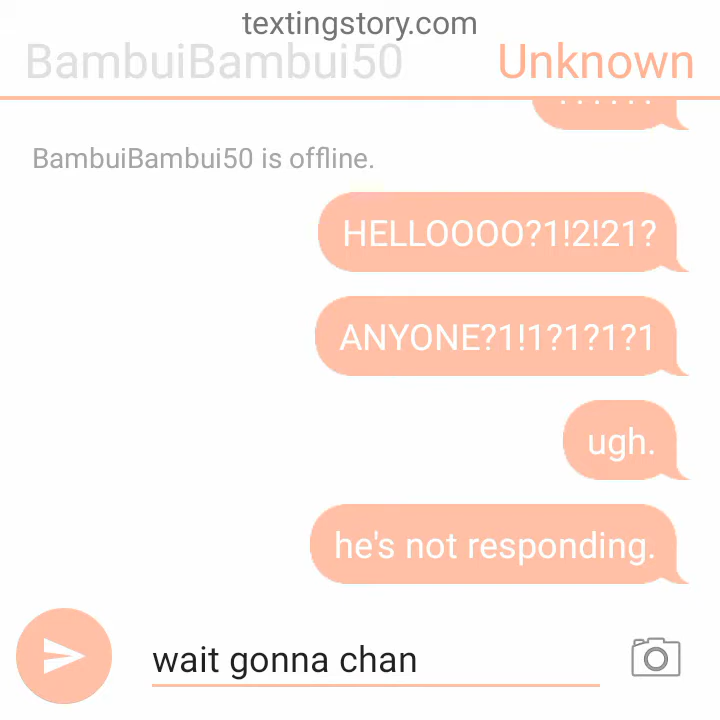 textingstory.com
BambuiBambui50 Unknown
......
BambuiBambui50 is offline.
HELLOOOO?1!2!21?
ANYONE?1!1?1?1?1
ugh.
he's not responding.
wait gonna chan